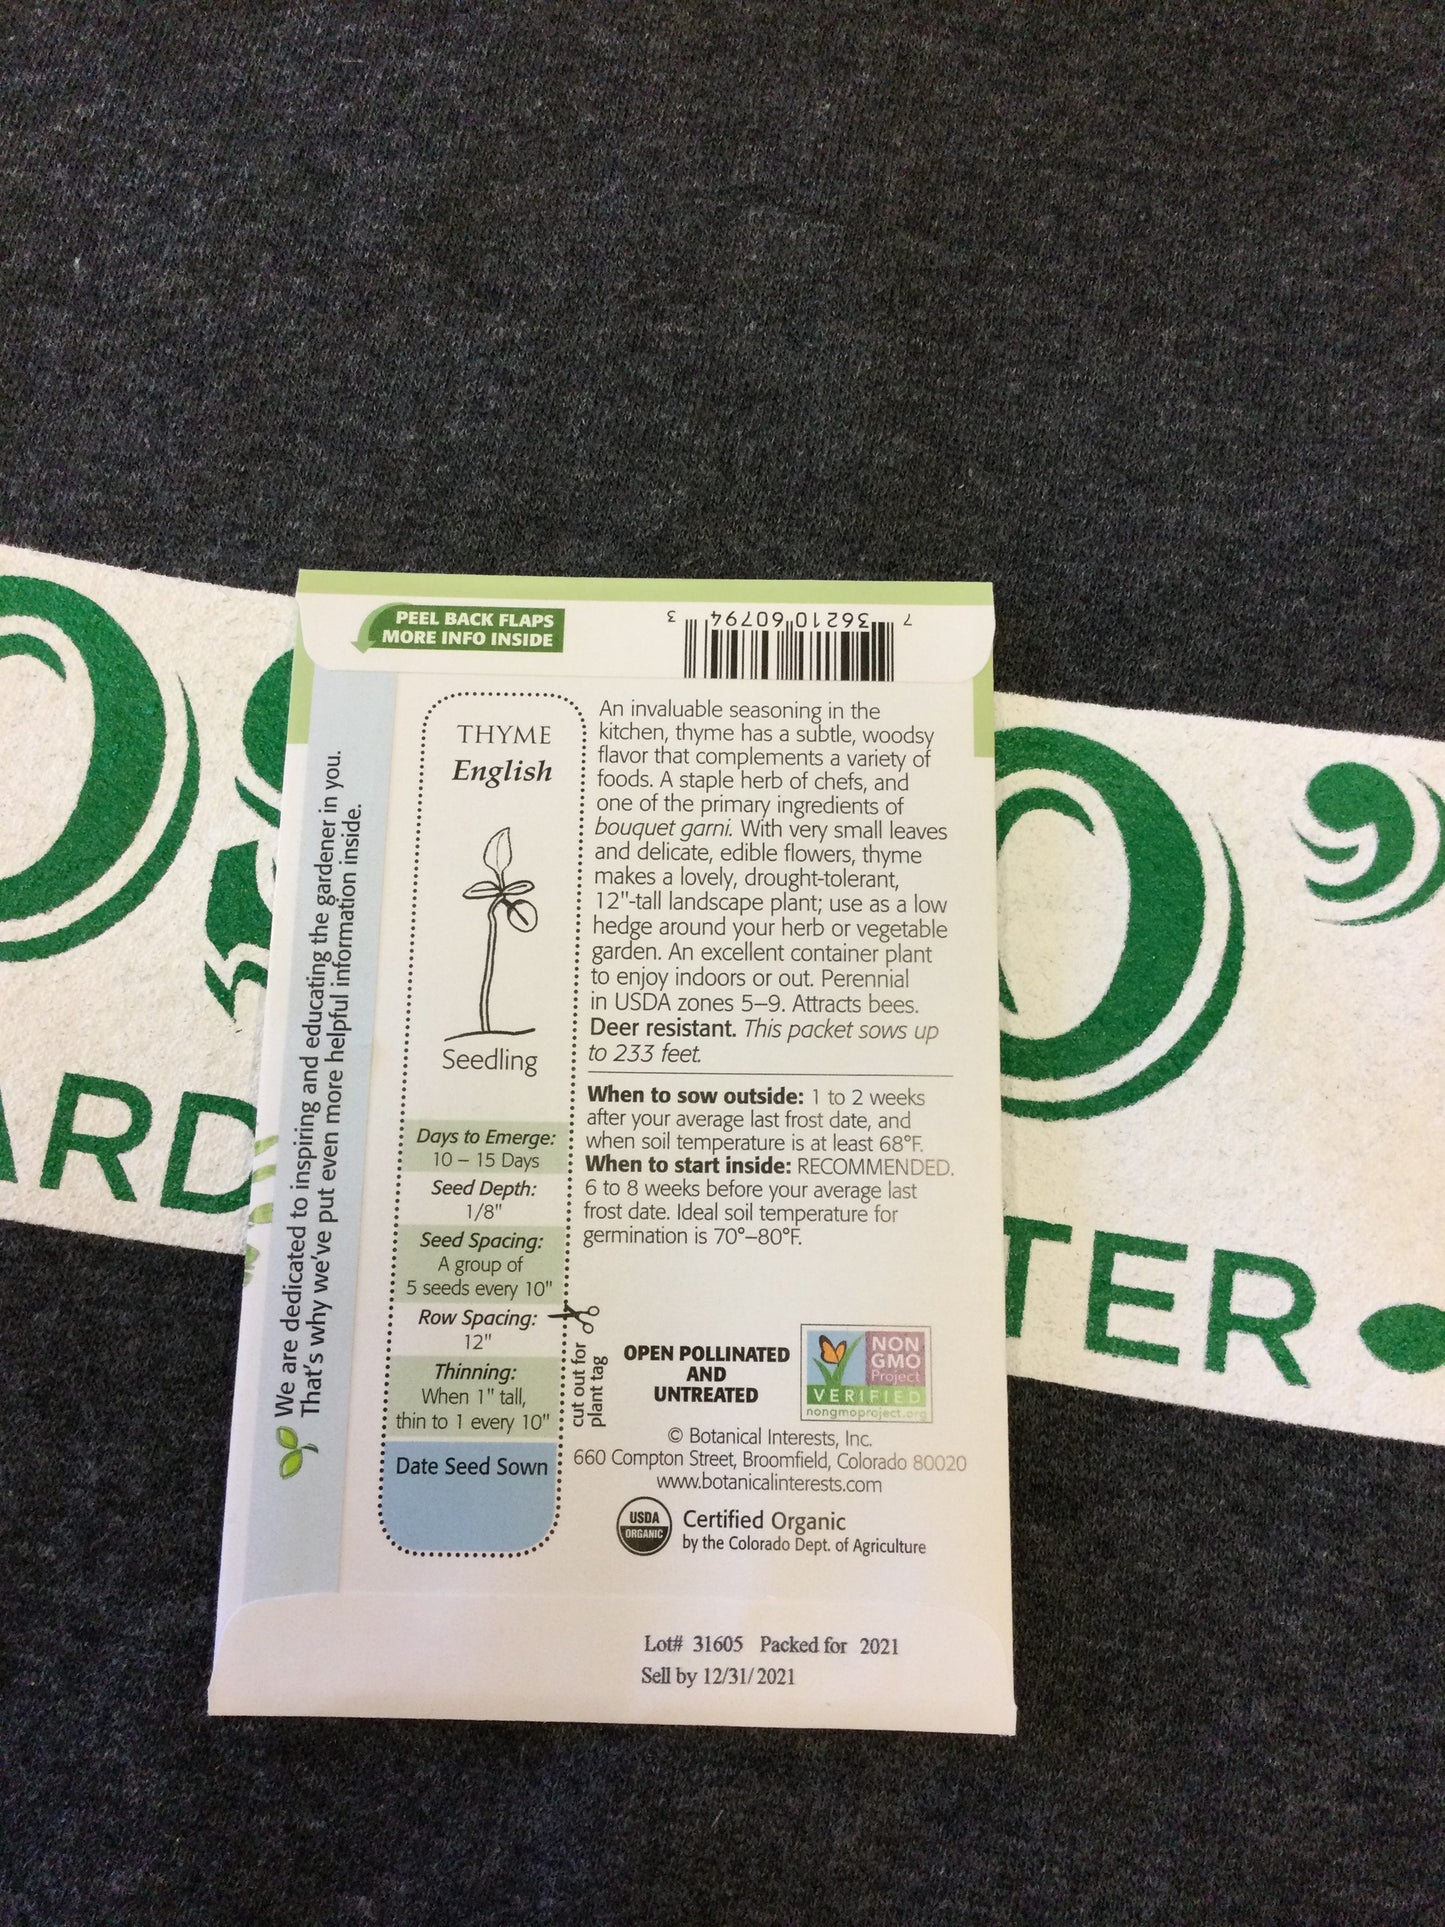 PEEL BACK FLAPS
MORE INFO INSIDE
7 36210 60794 3
We are dedicated to inspiring and educating the gardener in you.
That's why we've put even more helpful information inside.
THYME
English
Seedling
Days to Emerge:
10 – 15 Days
Seed Depth:
1/8"
Seed Spacing:
A group of
5 seeds every 10"
Row Spacing:
12"
Thinning:
When 1" tall,
thin to 1 every 10"
Date Seed Sown
cut out for
plant tag
An invaluable seasoning in the
kitchen, thyme has a subtle, woodsy
flavor that complements a variety of
foods. A staple herb of chefs, and
one of the primary ingredients of
bouquet garni. With very small leaves
and delicate, edible flowers, thyme
makes a lovely, drought-tolerant,
12"-tall landscape plant; use as a low
hedge around your herb or vegetable
garden. An excellent container plant
to enjoy indoors or out. Perennial
in USDA zones 5–9. Attracts bees.
Deer resistant. This packet sows up
to 233 feet.
When to sow outside: 1 to 2 weeks
after your average last frost date, and
when soil temperature is at least 68°F.
When to start inside: RECOMMENDED.
6 to 8 weeks before your average last
frost date. Ideal soil temperature for
germination is 70°–80°F.
OPEN POLLINATED
AND
UNTREATED
NON
GMO
Project
VERIFIED
nongmoproject.org
© Botanical Interests, Inc.
660 Compton Street, Broomfield, Colorado 80020
www.botanicalinterests.com
USDA
ORGANIC
Certified Organic
by the Colorado Dept. of Agriculture
Lot# 31605 Packed for 2021
Sell by 12/31/2021
O'
ARD
TER